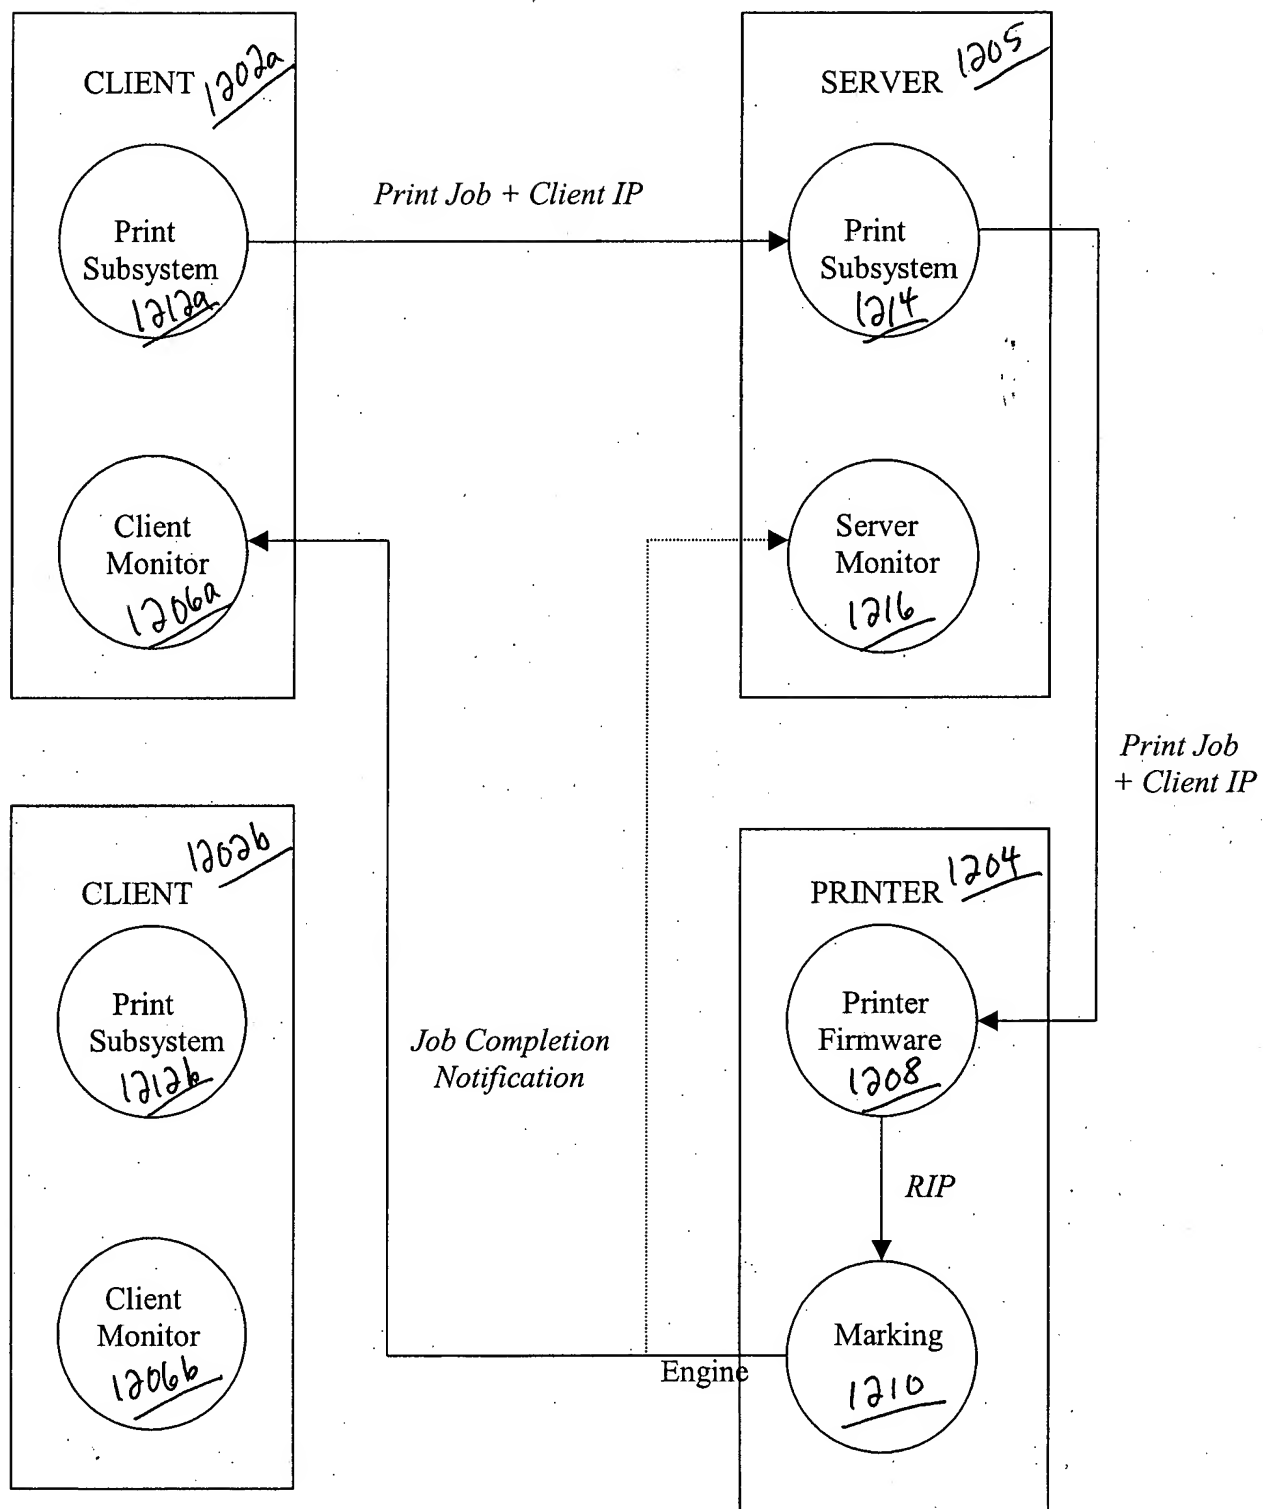 CLIENT 1202a
Print
Subsystem
1212a
Client
Monitor
1206a
Print Job + Client IP
SERVER 1205
Print
Subsystem
1214
Server
Monitor
1216
Print Job
+ Client IP
CLIENT 1202b
Print
Subsystem
1212b
Client
Monitor
1206b
Job Completion
Notification
PRINTER 1204
Printer
Firmware
1208
RIP
Marking
Engine
1210